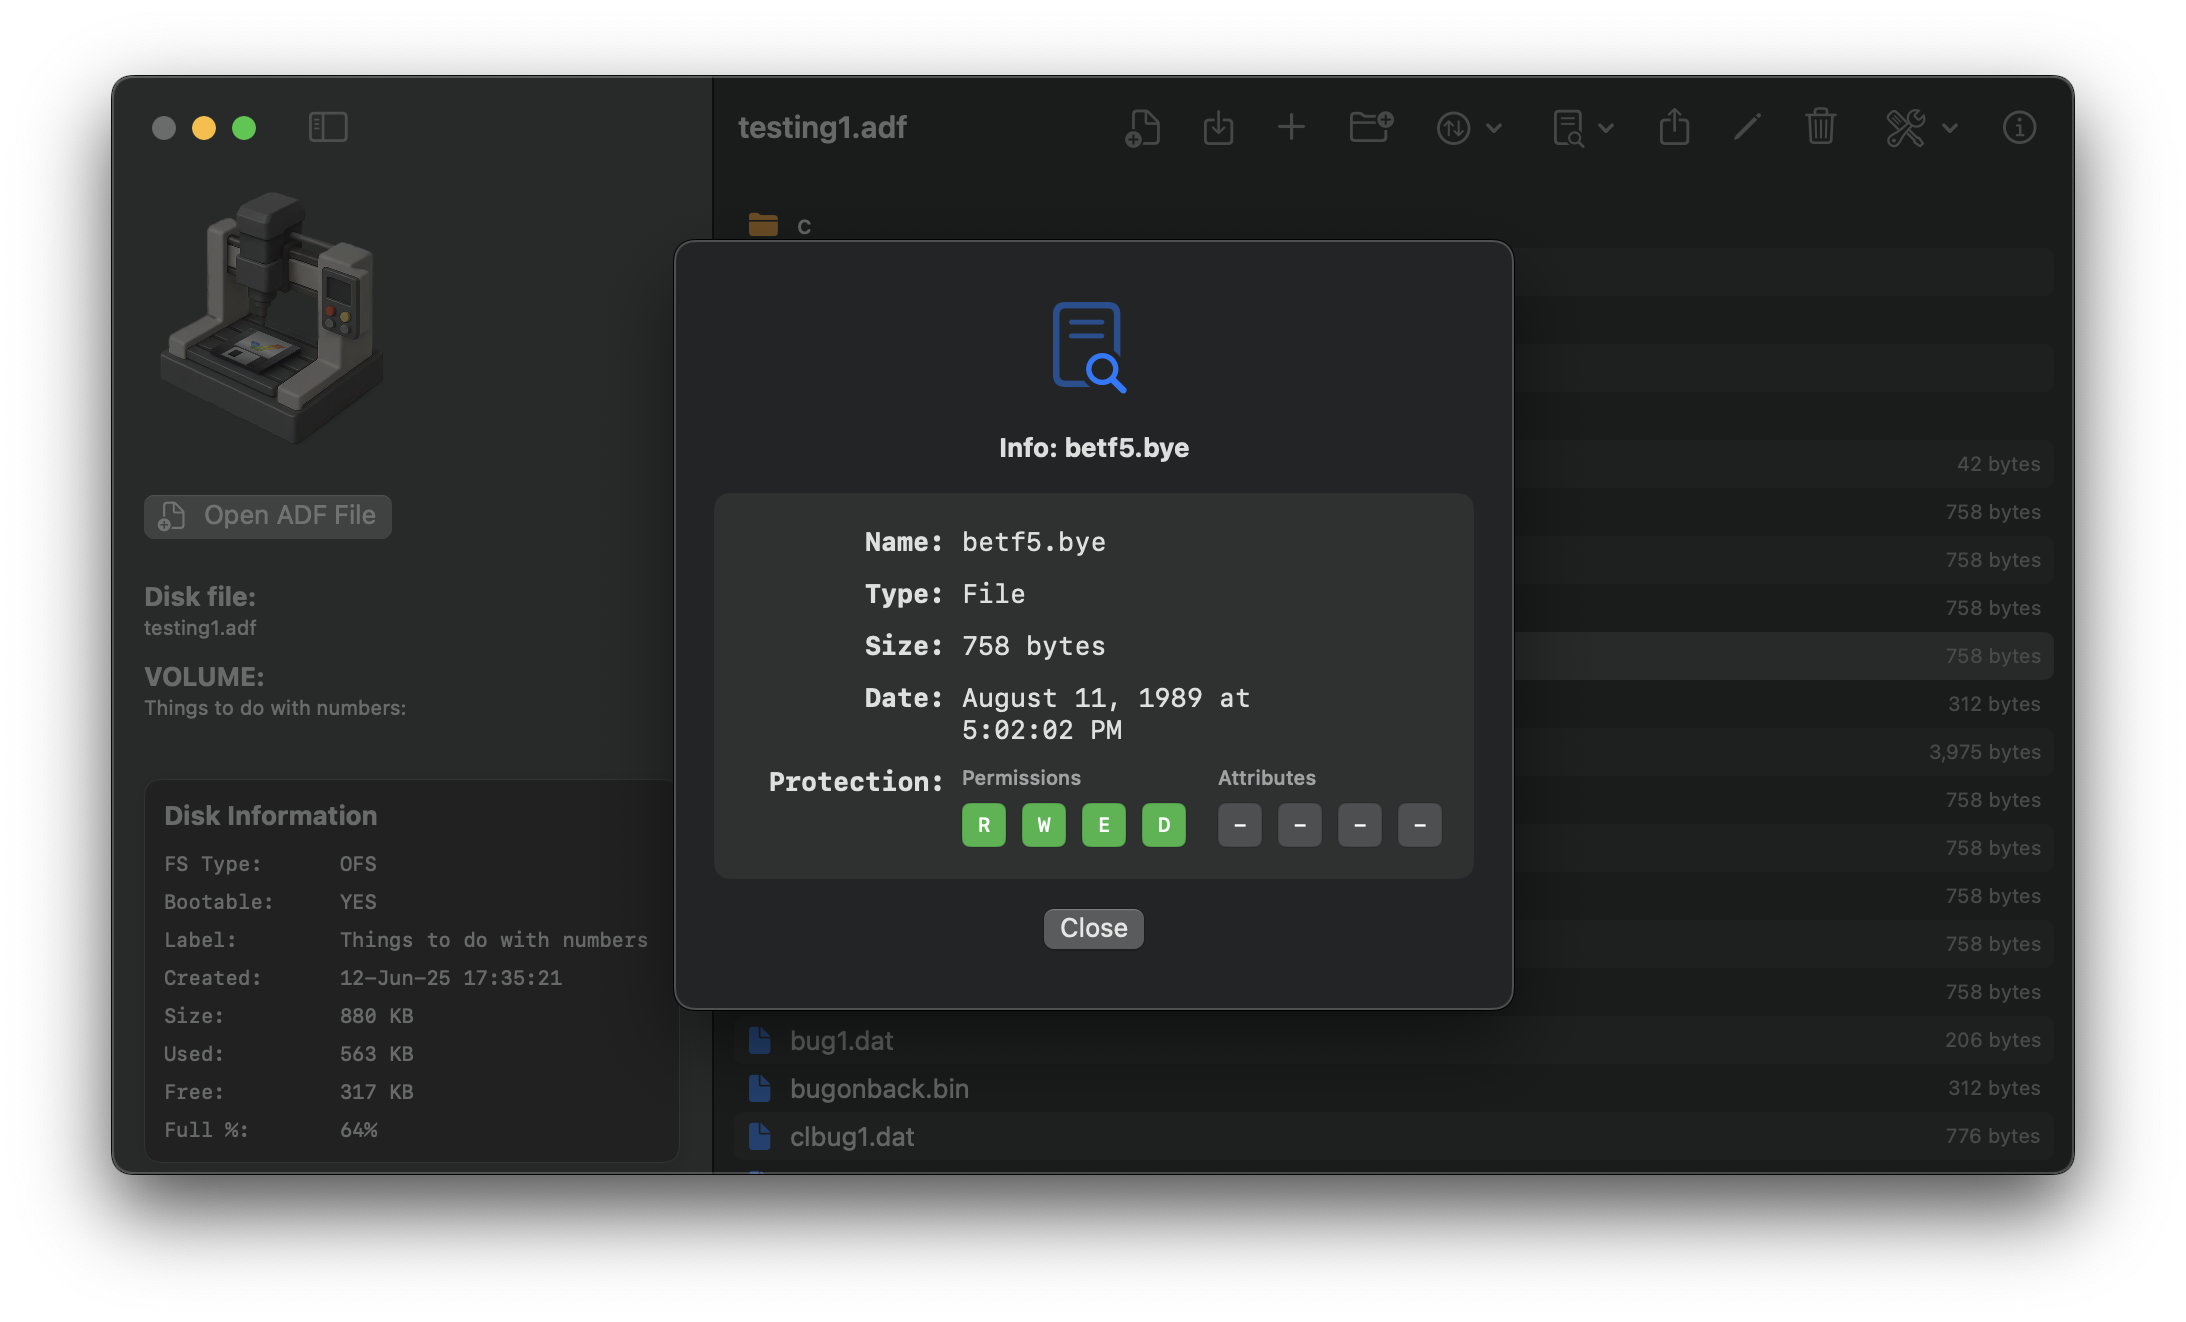 testing1.adf
c
Open ADF File
Disk file:
testing1.adf
VOLUME:
Things to do with numbers:
Disk Information
FS Type: OFS
Bootable: YES
Label: Things to do with numbers
Created: 12-Jun-25 17:35:21
Size: 880 KB
Used: 563 KB
Free: 317 KB
Full %: 64%
Info: betf5.bye
Name: betf5.bye
Type: File
Size: 758 bytes
Date: August 11, 1989 at
5:02:02 PM
Protection: Permissions Attributes
R W E D - - - -
Close
42 bytes
758 bytes
758 bytes
758 bytes
758 bytes
312 bytes
3,975 bytes
758 bytes
758 bytes
758 bytes
758 bytes
758 bytes
bug1.dat 206 bytes
bugonback.bin 312 bytes
clbug1.dat 776 bytes